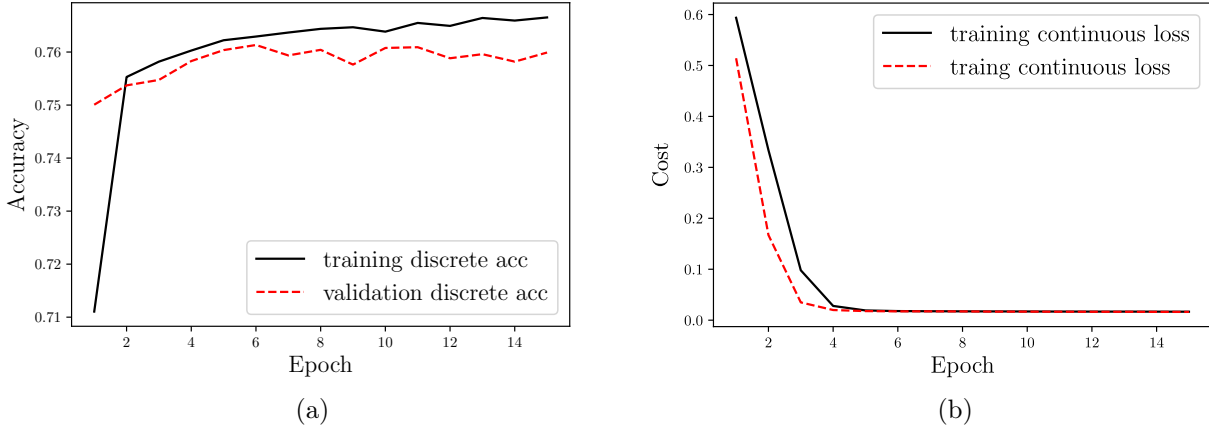 0.76
0.75
0.74
0.73
0.72
0.71
Accuracy
training discrete acc
validation discrete acc
2 4 6 8 10 12 14
Epoch
(a)
0.6
0.5
0.4
0.3
0.2
0.1
0.0
Cost
training continuous loss
traing continuous loss
2 4 6 8 10 12 14
Epoch
(b)